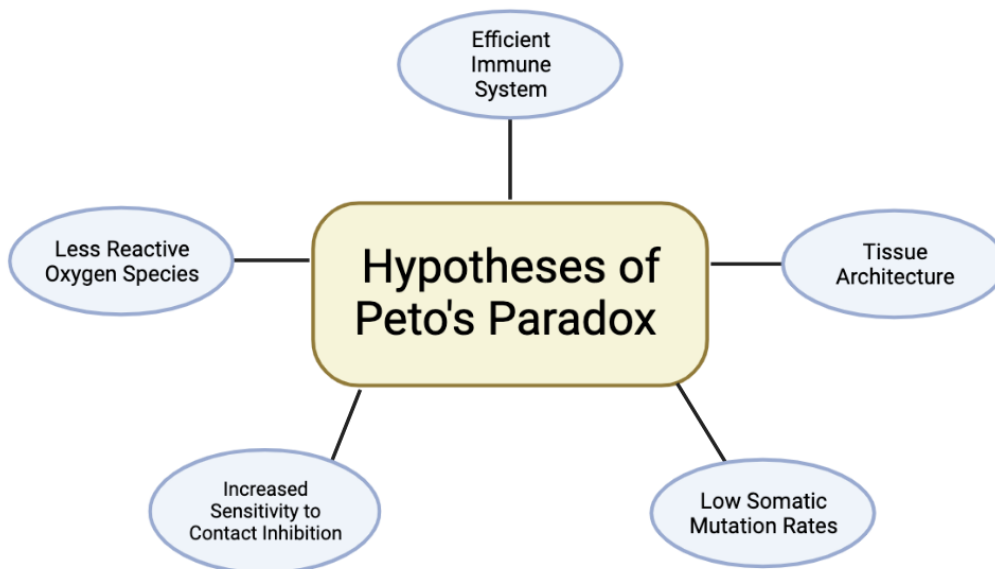 Efficient
Immune
System
Less Reactive
Oxygen Species
Hypotheses of
Peto's Paradox
Tissue
Architecture
Increased
Sensitivity to
Contact Inhibition
Low Somatic
Mutation Rates